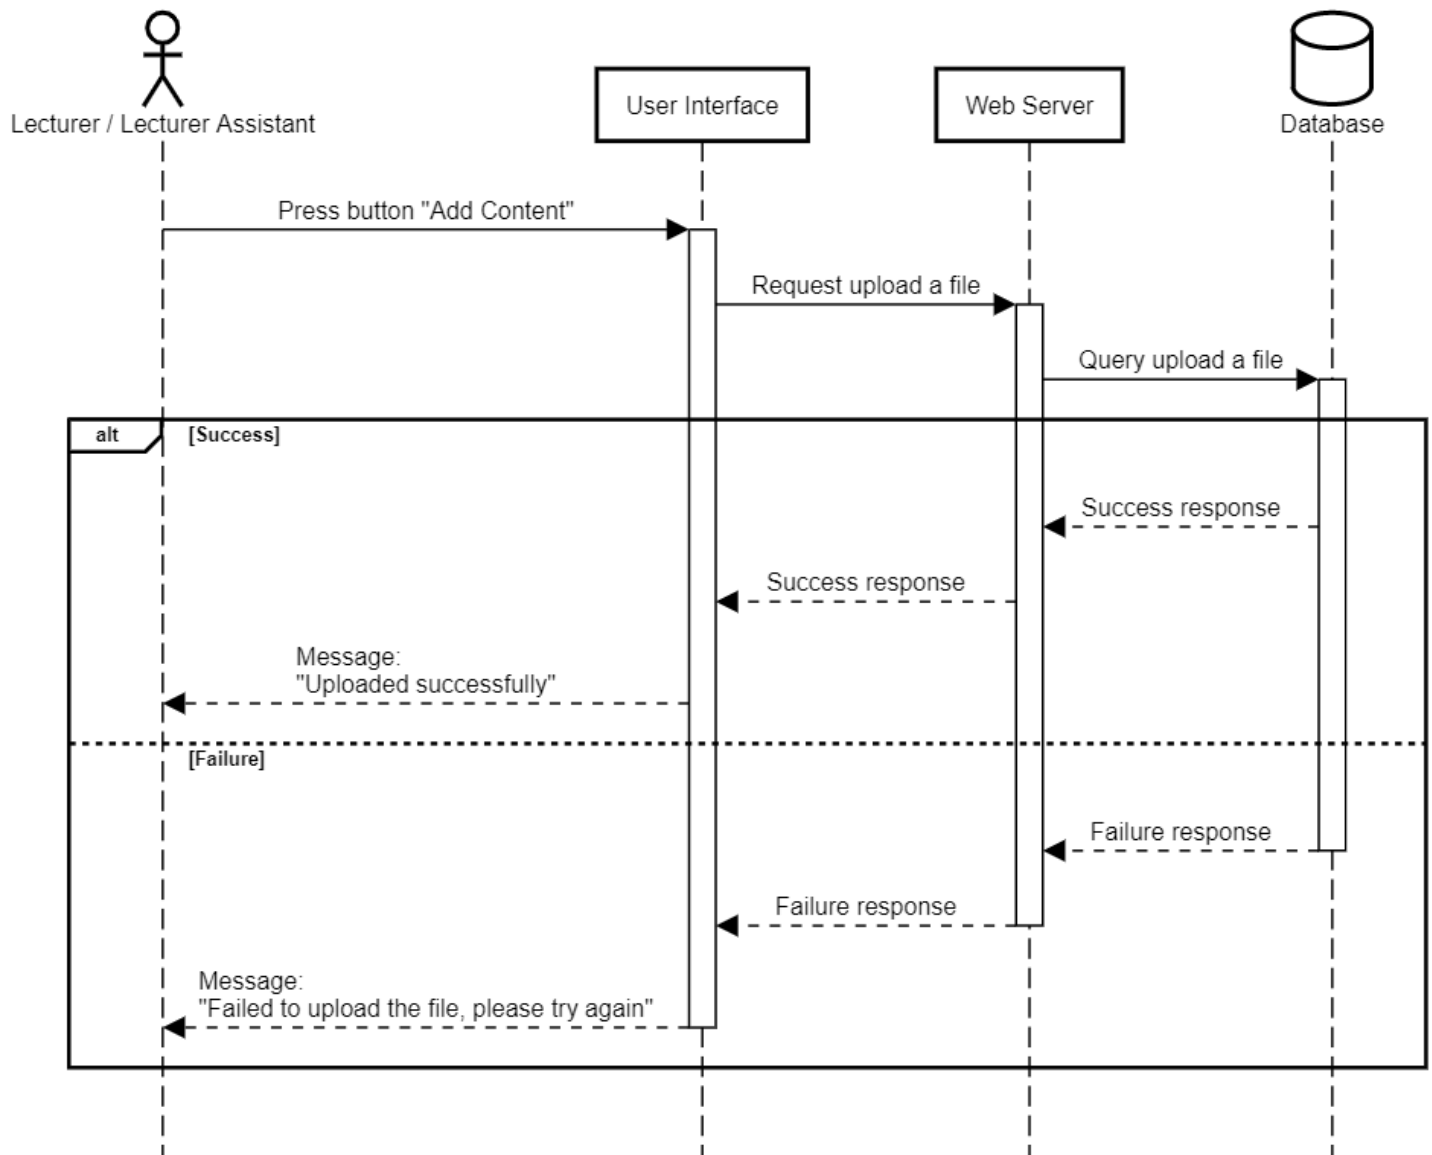 Lecturer / Lecturer Assistant
User Interface
Web Server
Database
Press button "Add Content"
Request upload a file
Query upload a file
alt
[Success]
Success response
Success response
Message:
"Uploaded successfully"
[Failure]
Failure response
Failure response
Message:
"Failed to upload the file, please try again"